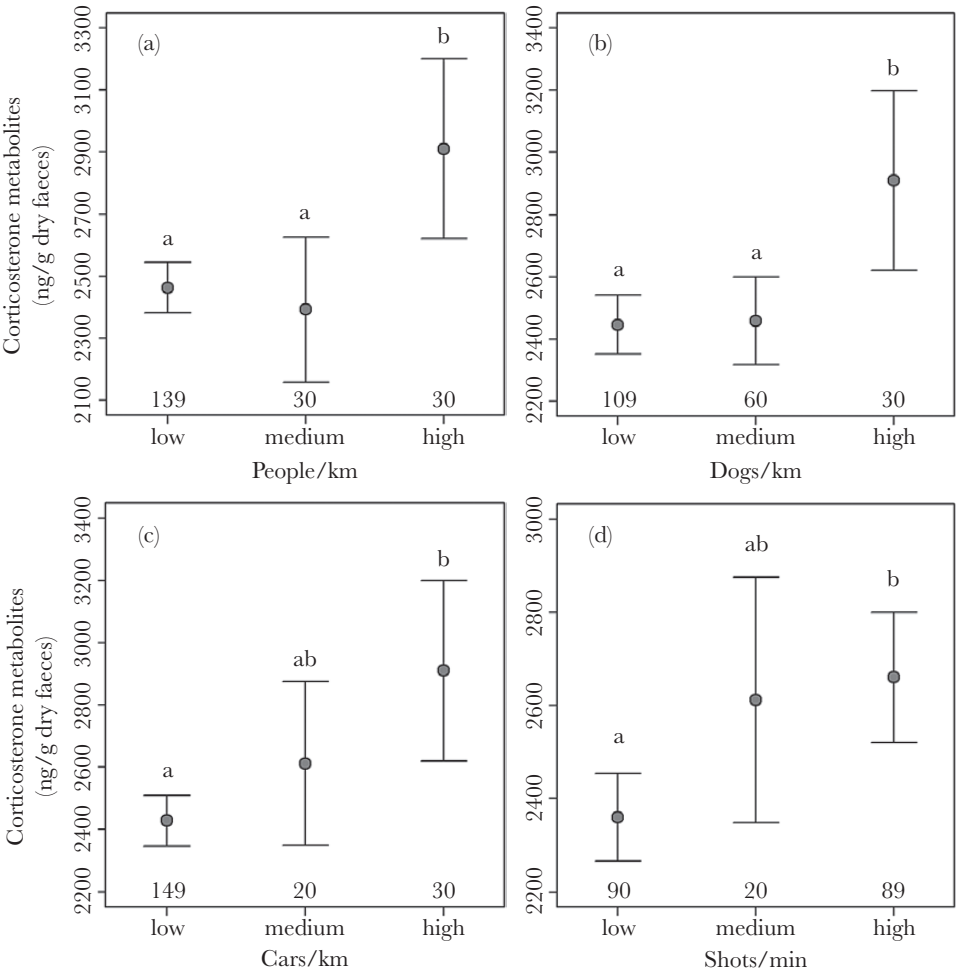 Corticosterone metabolites
(ng/g dry faeces)
3300
3100
2900
2700
2500
2300
2100
(a)
a
a
b
139
30
30
low
medium
high
People/km
3400
3200
3000
2800
2600
2400
2200
(b)
a
a
b
109
60
30
low
medium
high
Dogs/km
Corticosterone metabolites
(ng/g dry faeces)
3400
3200
3000
2800
2600
2400
2200
(c)
a
ab
b
149
20
30
low
medium
high
Cars/km
3000
2800
2600
2400
2200
(d)
a
ab
b
90
20
89
low
medium
high
Shots/min